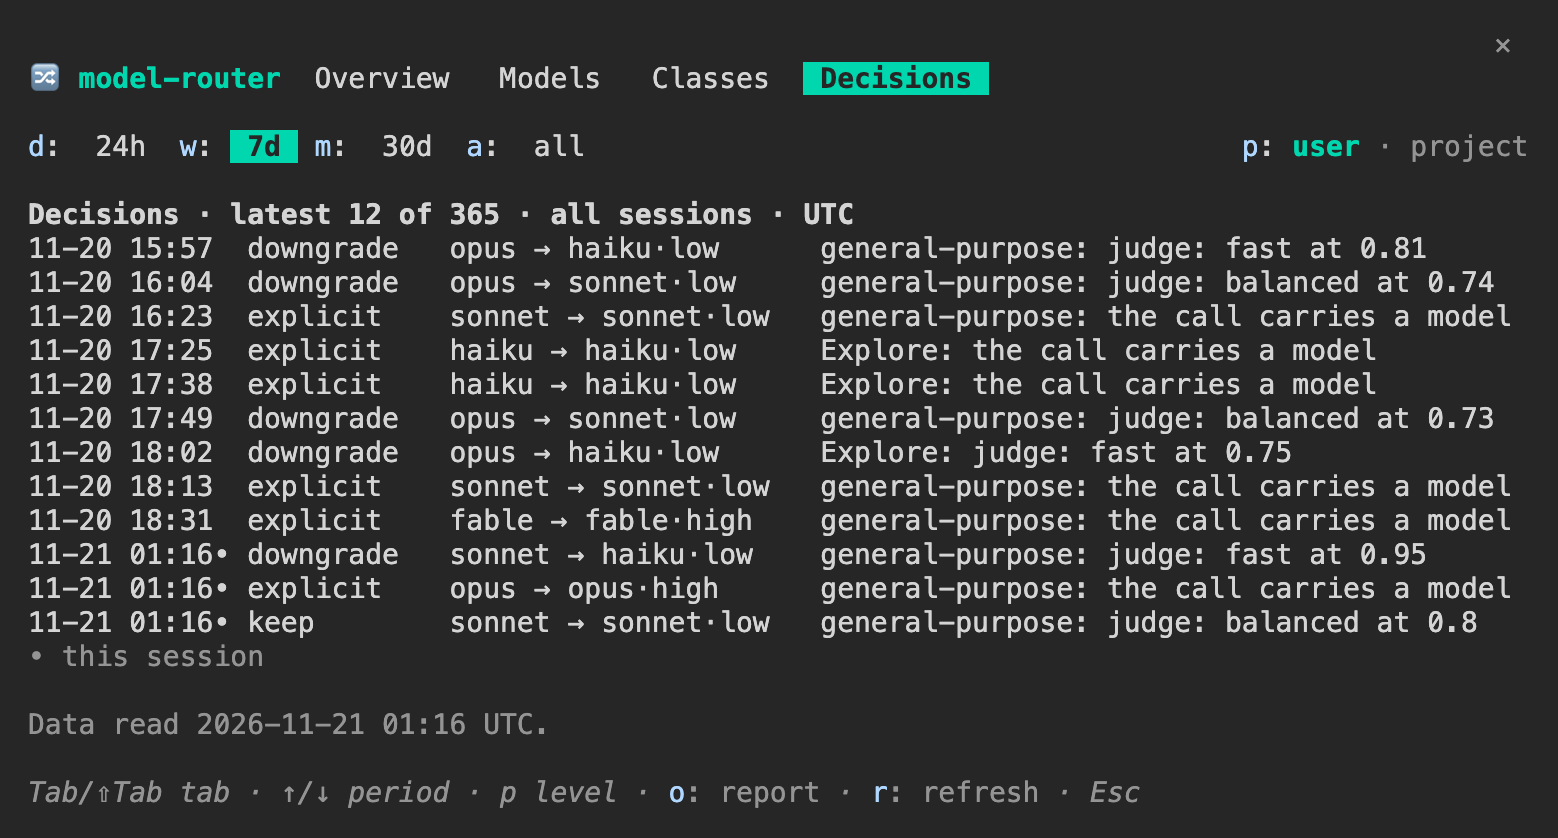 ×
🔀 model-router Overview Models Classes Decisions
d: 24h w: 7d m: 30d a: all p: user · project
Decisions · latest 12 of 365 · all sessions · UTC
11-20 15:57 downgrade opus → haiku·low general-purpose: judge: fast at 0.81
11-20 16:04 downgrade opus → sonnet·low general-purpose: judge: balanced at 0.74
11-20 16:23 explicit sonnet → sonnet·low general-purpose: the call carries a model
11-20 17:25 explicit haiku → haiku·low Explore: the call carries a model
11-20 17:38 explicit haiku → haiku·low Explore: the call carries a model
11-20 17:49 downgrade opus → sonnet·low general-purpose: judge: balanced at 0.73
11-20 18:02 downgrade opus → haiku·low Explore: judge: fast at 0.75
11-20 18:13 explicit sonnet → sonnet·low general-purpose: the call carries a model
11-20 18:31 explicit fable → fable·high general-purpose: the call carries a model
11-21 01:16• downgrade sonnet → haiku·low general-purpose: judge: fast at 0.95
11-21 01:16• explicit opus → opus·high general-purpose: the call carries a model
11-21 01:16• keep sonnet → sonnet·low general-purpose: judge: balanced at 0.8
• this session
Data read 2026-11-21 01:16 UTC.
Tab/⇧Tab tab · ↑/↓ period · p level · o: report · r: refresh · Esc